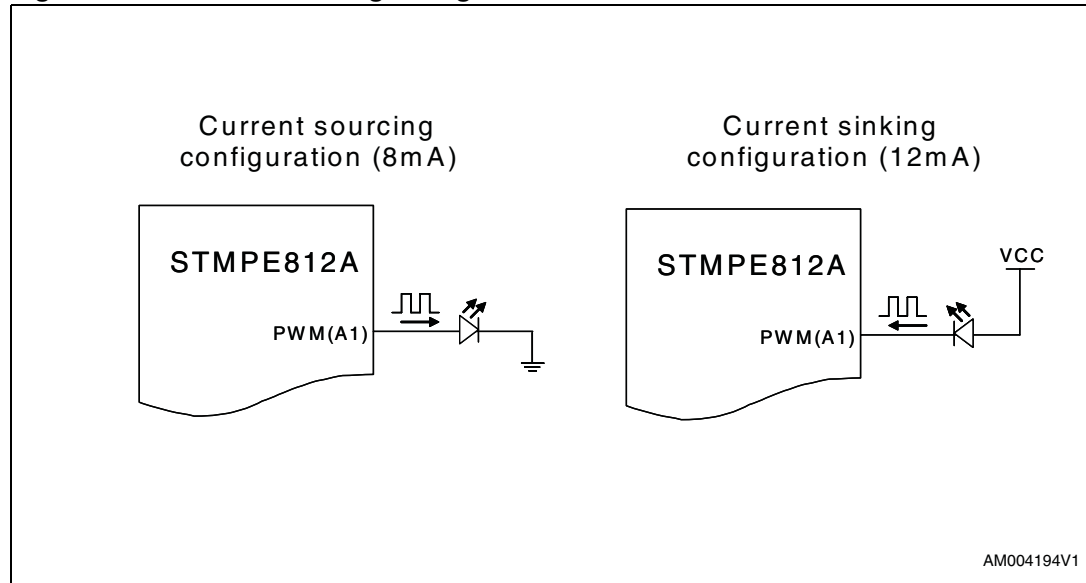 Current sourcing
configuration (8mA)
STMPE812A
PWM(A1)
Current sinking
configuration (12mA)
STMPE812A
VCC
PWM(A1)
AM004194V1